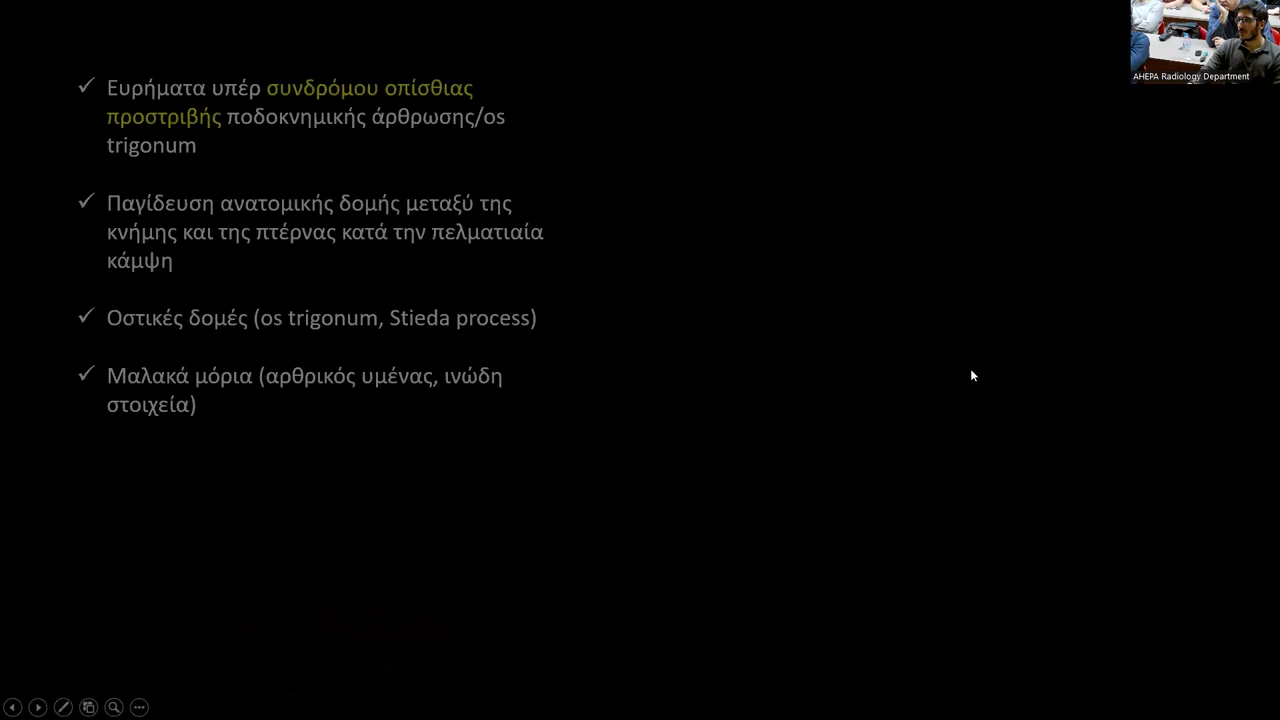 AHEPA Radiology Department
✓ Ευρήματα υπέρ συνδρόμου οπίσθιας
προστριβής ποδοκνημικής άρθρωσης/os
trigonum
✓ Παγίδευση ανατομικής δομής μεταξύ της
κνήμης και της πτέρνας κατά την πελματιαία
κάμψη
✓ Οστικές δομές (os trigonum, Stieda process)
✓ Μαλακά μόρια (αρθρικός υμένας, ινώδη
στοιχεία)